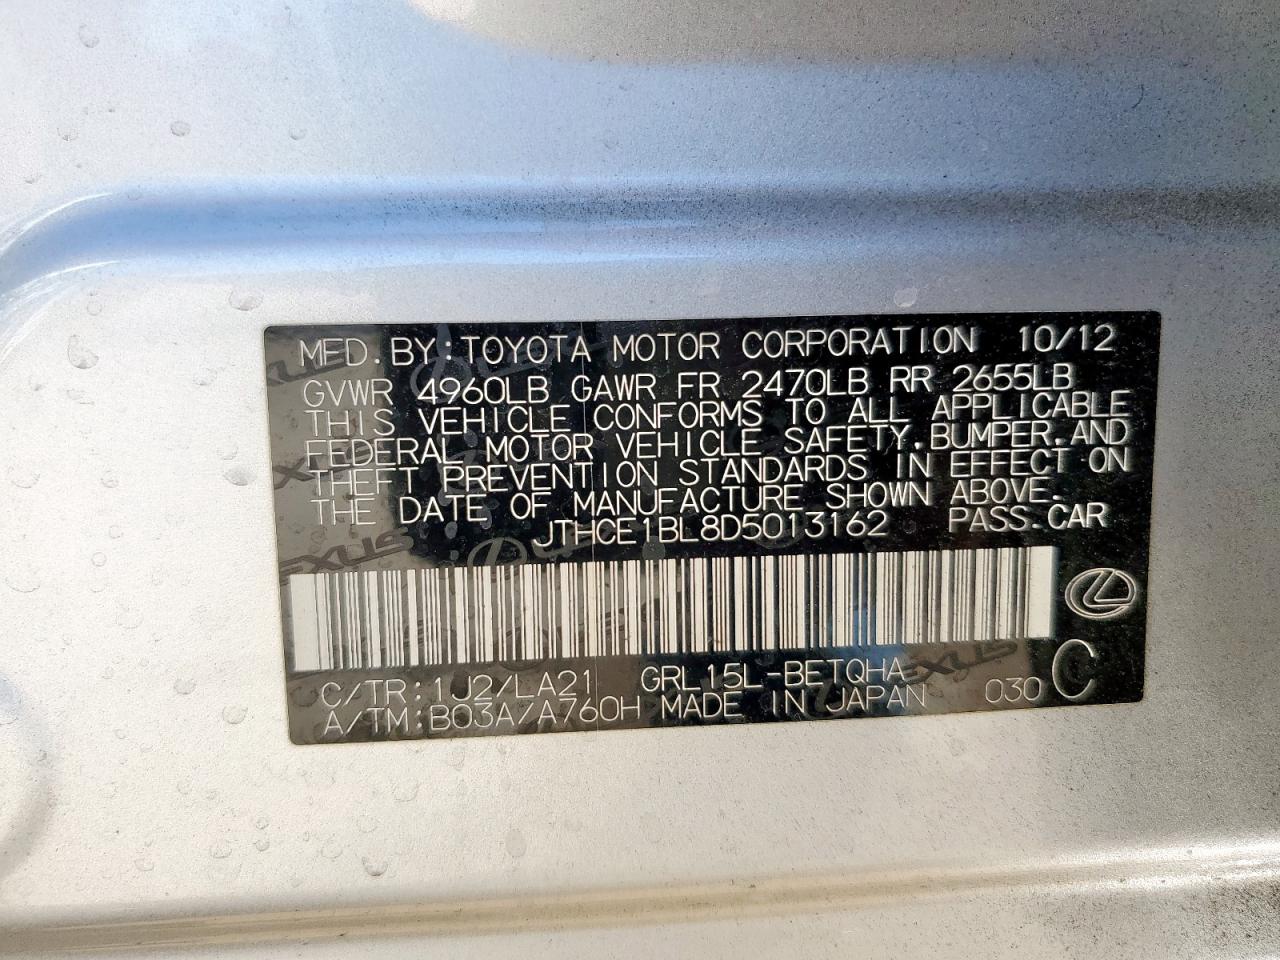 MFD.BY:TOYOTA MOTOR CORPORATION 10/12
GVWR 4960LB GAWR FR 2470LB RR 2655LB
THIS VEHICLE CONFORMS TO ALL APPLICABLE
FEDERAL MOTOR VEHICLE SAFETY,BUMPER,AND
THEFT PREVENTION STANDARDS IN EFFECT ON
THE DATE OF MANUFACTURE SHOWN ABOVE.
JTHCE1BL8D5013162 PASS.CAR
C/TR:1J2/LA21 GRL15L-BETQHA
A/TM:B03A/A760H MADE IN JAPAN 030 C